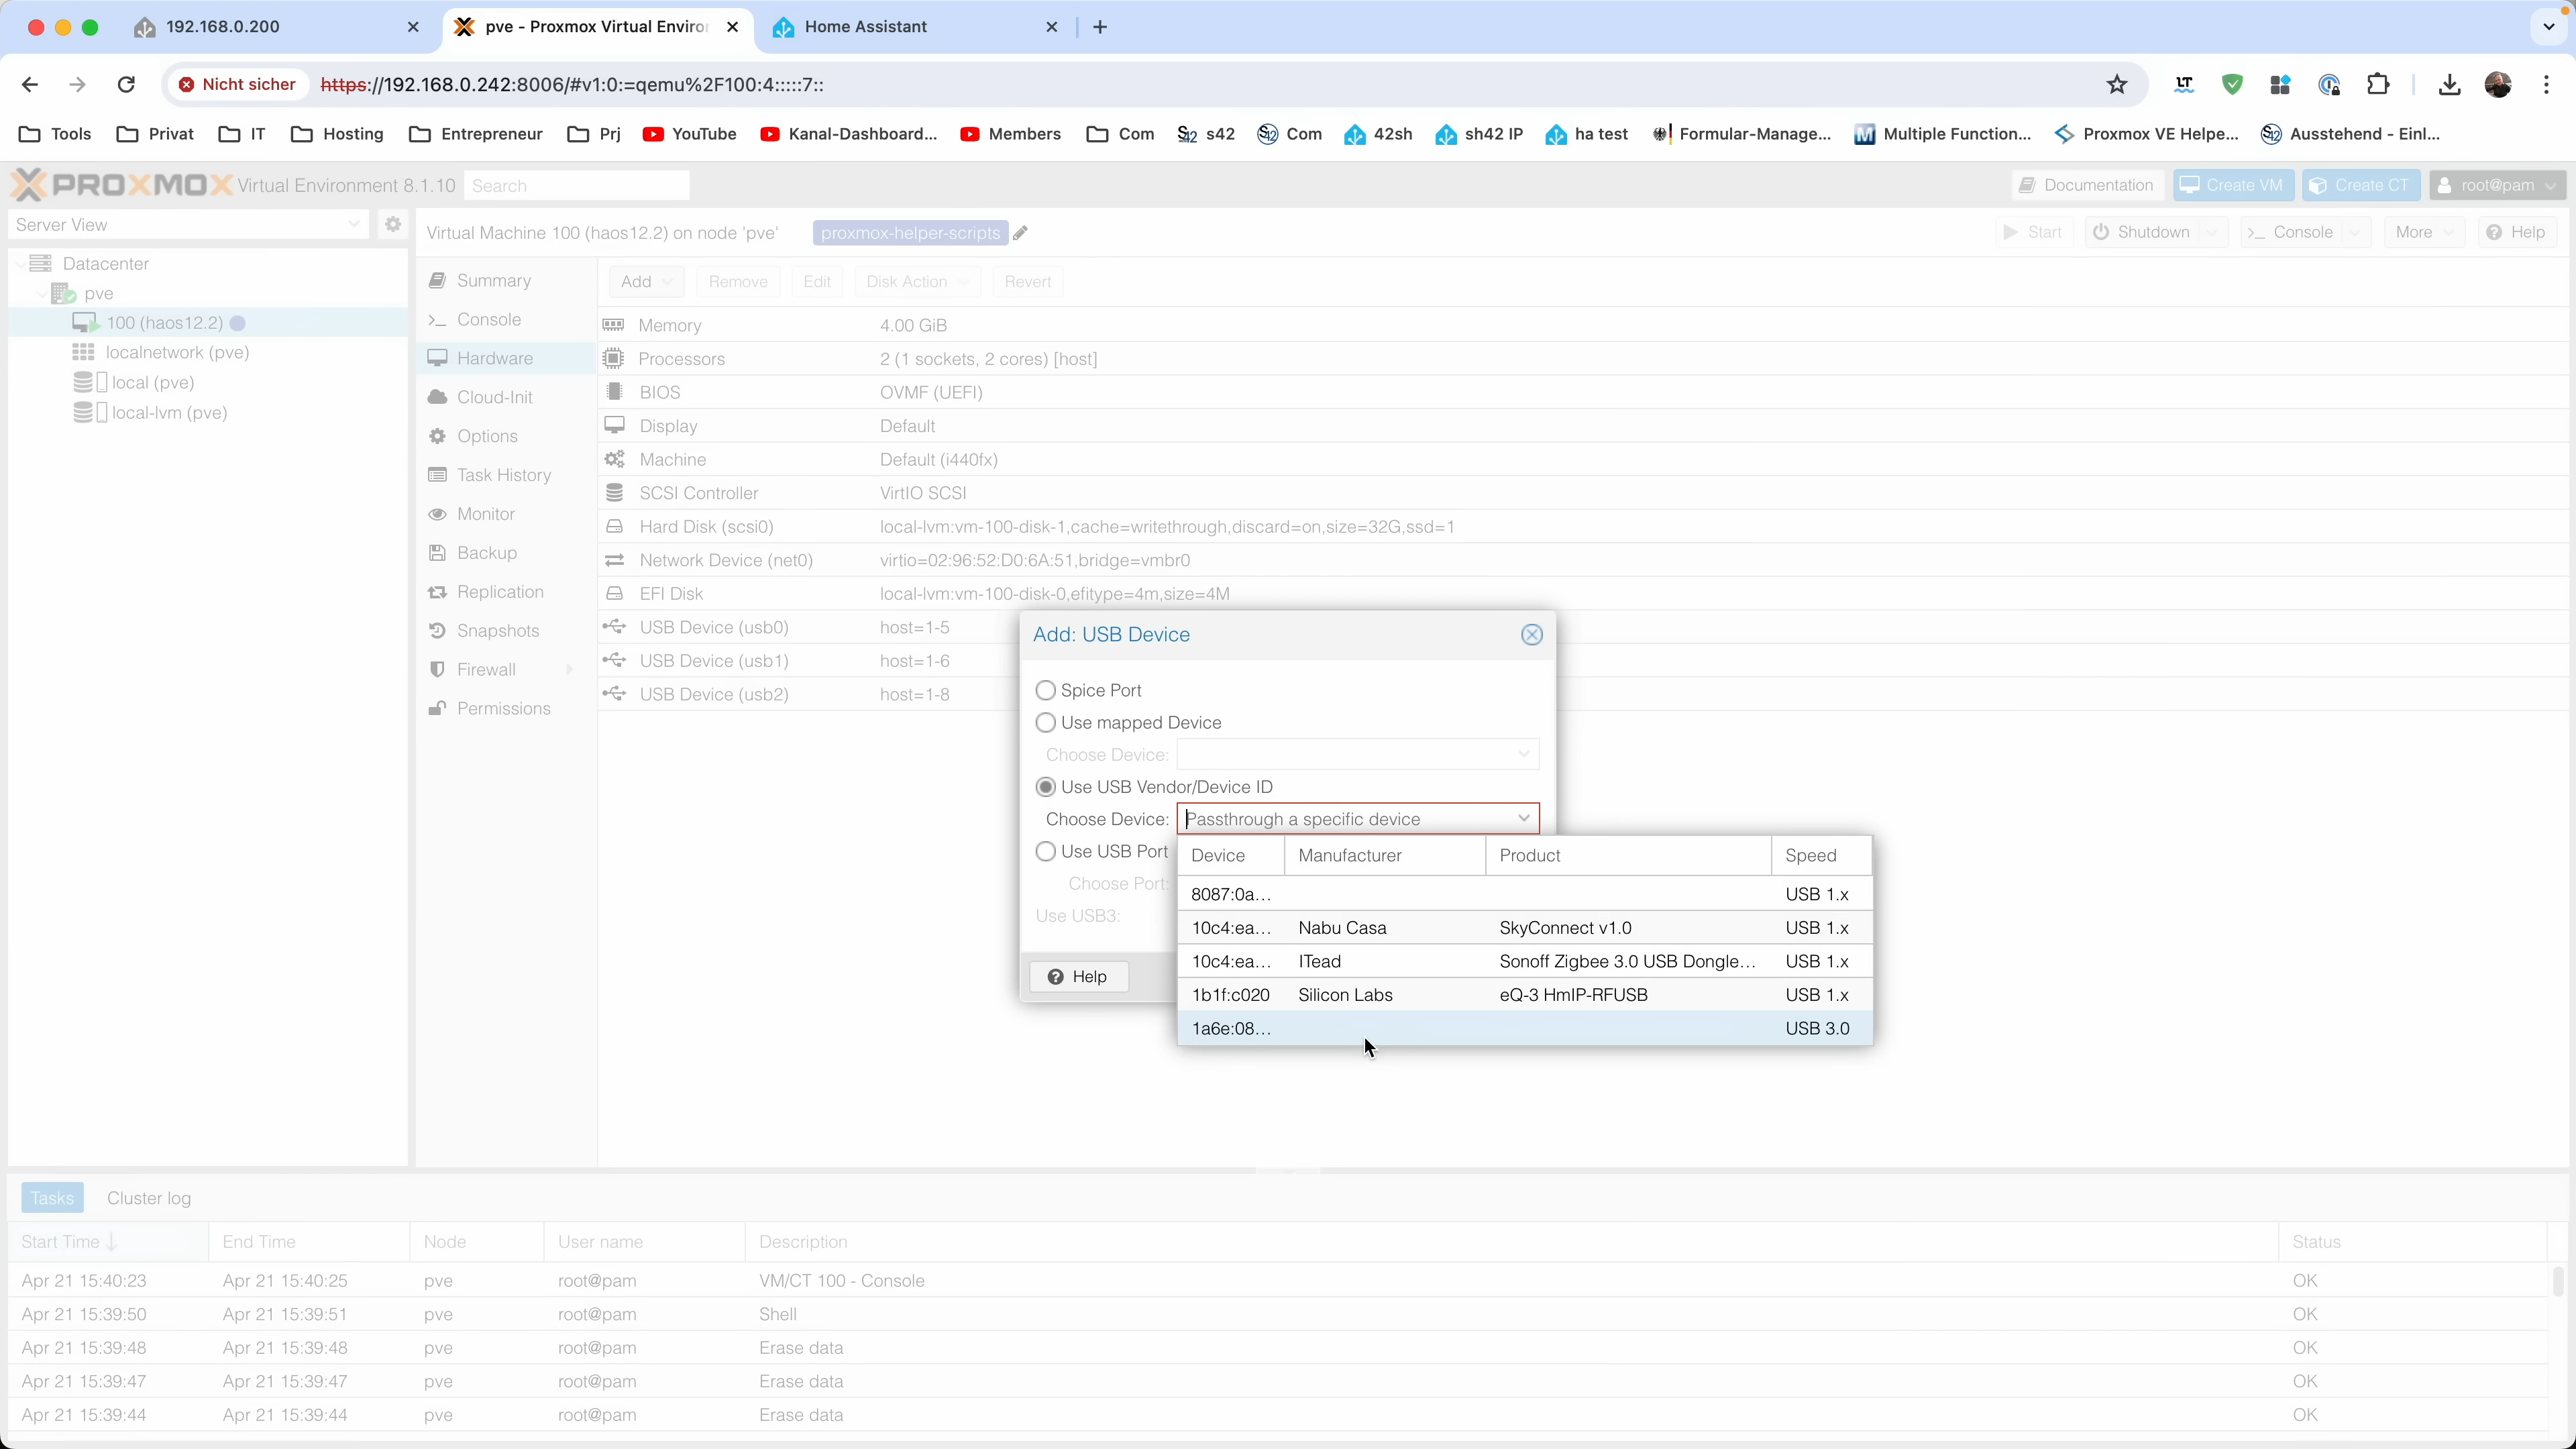 192.168.0.200
pve - Proxmox Virtual Enviro
Home Assistant
Nicht sicher
https://192.168.0.242:8006/#v1:0:=qemu%2F100:4:::::7::
Tools
Privat
IT
Hosting
Entrepreneur
Prj
YouTube
Kanal-Dashboard...
Members
Com
s42
Com
42sh
sh42 IP
ha test
Formular-Manage...
Multiple Function...
Proxmox VE Helpe...
Ausstehend - Einl...
PROXMOX Virtual Environment 8.1.10
Search
Documentation
Create VM
Create CT
root@pam
Server View
Virtual Machine 100 (haos12.2) on node 'pve'
proxmox-helper-scripts
Start
Shutdown
Console
More
Help
Datacenter
pve
100 (haos12.2)
localnetwork (pve)
local (pve)
local-lvm (pve)
Summary
Console
Hardware
Cloud-Init
Options
Task History
Monitor
Backup
Replication
Snapshots
Firewall
Permissions
Add
Remove
Edit
Disk Action
Revert
Memory 4.00 GiB
Processors 2 (1 sockets, 2 cores) [host]
BIOS OVMF (UEFI)
Display Default
Machine Default (i440fx)
SCSI Controller VirtIO SCSI
Hard Disk (scsi0) local-lvm:vm-100-disk-1,cache=writethrough,discard=on,size=32G,ssd=1
Network Device (net0) virtio=02:96:52:D0:6A:51,bridge=vmbr0
EFI Disk local-lvm:vm-100-disk-0,efitype=4m,size=4M
USB Device (usb0) host=1-5
USB Device (usb1) host=1-6
USB Device (usb2) host=1-8
Add: USB Device
Spice Port
Use mapped Device
Choose Device:
Use USB Vendor/Device ID
Choose Device: Passthrough a specific device
Use USB Port
Choose Port:
Use USB3:
Help
Device Manufacturer Product Speed
8087:0a... USB 1.x
10c4:ea... Nabu Casa SkyConnect v1.0 USB 1.x
10c4:ea... ITead Sonoff Zigbee 3.0 USB Dongle... USB 1.x
1b1f:c020 Silicon Labs eQ-3 HmIP-RFUSB USB 1.x
1a6e:08... USB 3.0
Tasks
Cluster log
Start Time End Time Node User name Description Status
Apr 21 15:40:23 Apr 21 15:40:25 pve root@pam VM/CT 100 - Console OK
Apr 21 15:39:50 Apr 21 15:39:51 pve root@pam Shell OK
Apr 21 15:39:48 Apr 21 15:39:48 pve root@pam Erase data OK
Apr 21 15:39:47 Apr 21 15:39:47 pve root@pam Erase data OK
Apr 21 15:39:44 Apr 21 15:39:44 pve root@pam Erase data OK